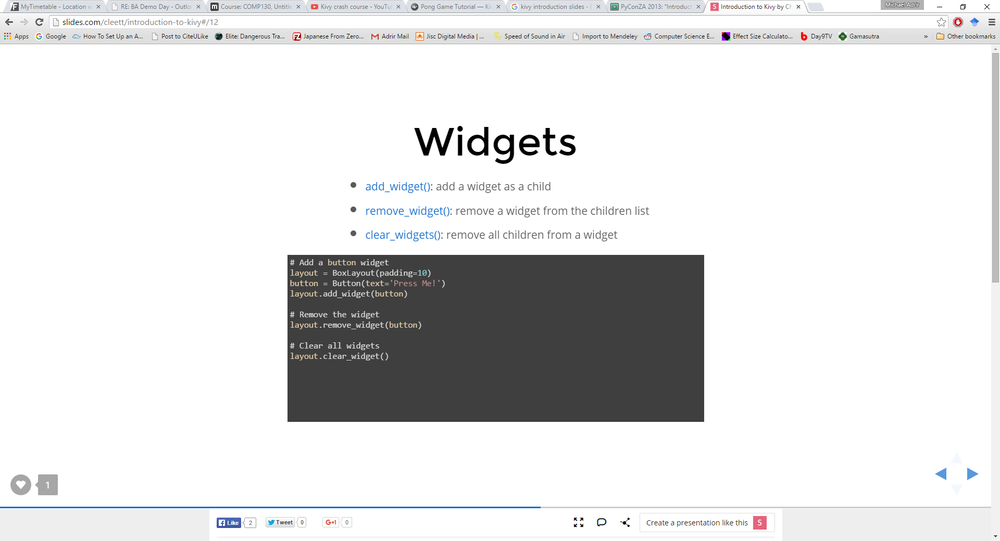 MyTimetable - Location v
RE: BA Demo Day - Outlo
Course: COMP130, Untitle
Kivy crash course - YouTu
Pong Game Tutorial — Ki
kivy introduction slides - G
PyConZA 2013: "Introduct
S Introduction to Kivy by Ch
Michael Adrir
slides.com/cleett/introduction-to-kivy#/12
Apps
Google
How To Set Up an A...
Post to CiteULike
Elite: Dangerous Tra...
Japanese From Zero...
Adrir Mail
Jisc Digital Media | ...
Speed of Sound in Air
Import to Mendeley
Computer Science E...
Effect Size Calculato...
Day9TV
Gamasutra
»
Other bookmarks
Widgets
• add_widget(): add a widget as a child
• remove_widget(): remove a widget from the children list
• clear_widgets(): remove all children from a widget
# Add a button widget
layout = BoxLayout(padding=10)
button = Button(text='Press Me!')
layout.add_widget(button)
# Remove the widget
layout.remove_widget(button)
# Clear all widgets
layout.clear_widget()
1
Like 2
Tweet 0
G+1 0
Create a presentation like this S